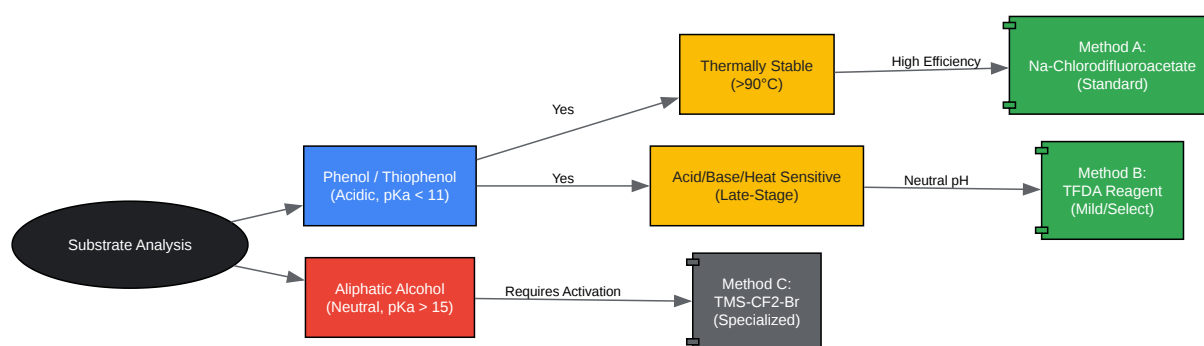 Substrate Analysis
Phenol / Thiophenol
(Acidic, pKa < 11)
Yes
Thermally Stable
(>90°C)
High Efficiency
Method A:
Na-Chlorodifluoroacetate
(Standard)
Yes
Acid/Base/Heat Sensitive
(Late-Stage)
Neutral pH
Method B:
TFDA Reagent
(Mild/Select)
Aliphatic Alcohol
(Neutral, pKa > 15)
Requires Activation
Method C:
TMS-CF2-Br
(Specialized)